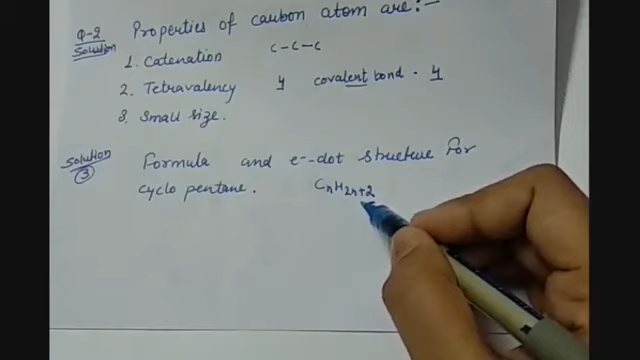 Q-2 Properties of carbon atom are:-
Solution
1. Catenation C-C-C
2. Tetravalency 4 covalent bond. 4
3. Small size.
Solution Formula and e--dot structure for
3 cyclo pentane. CnH2n+2